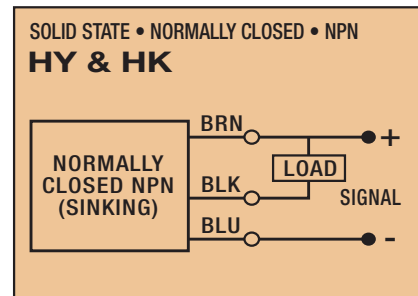 SOLID STATE • NORMALLY CLOSED • NPN
HY & HK
BRN
+
NORMALLY
CLOSED NPN
(SINKING)
LOAD
BLK
SIGNAL
BLU
-